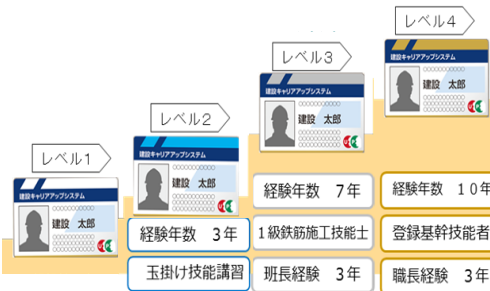 レベル4
建設キャリアアップシステム
建設 太郎
レベル3
建設キャリアアップシステム
建設 太郎
レベル2
建設キャリアアップシステム
建設 太郎
レベル1
建設キャリアアップシステム
建設 太郎
経験年数 3年
玉掛け技能講習
経験年数 7年
1級鉄筋施工技能士
班長経験 3年
経験年数 10年
登録基幹技能者
職長経験 3年